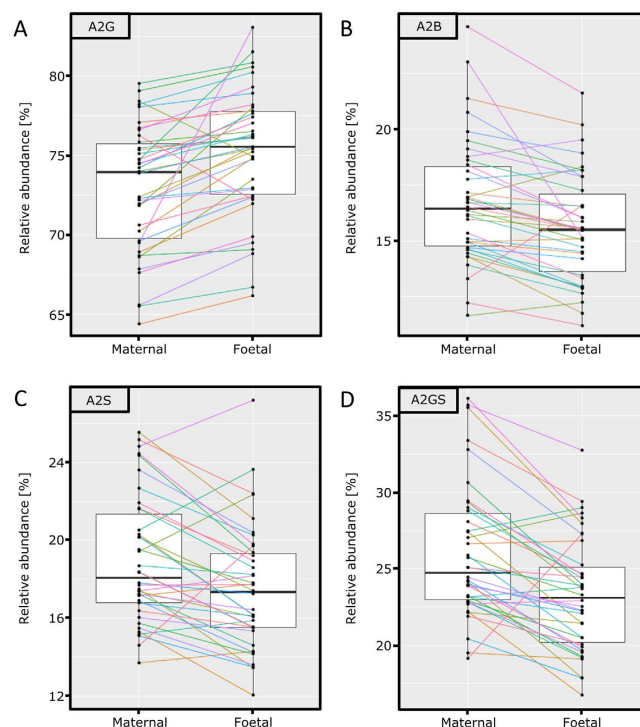 A
A2G
Relative abundance [%]
80
75
70
65
Maternal
Foetal
B
A2B
Relative abundance [%]
20
15
Maternal
Foetal
C
A2S
Relative abundance [%]
24
20
16
12
Maternal
Foetal
D
A2GS
Relative abundance [%]
35
30
25
20
Maternal
Foetal